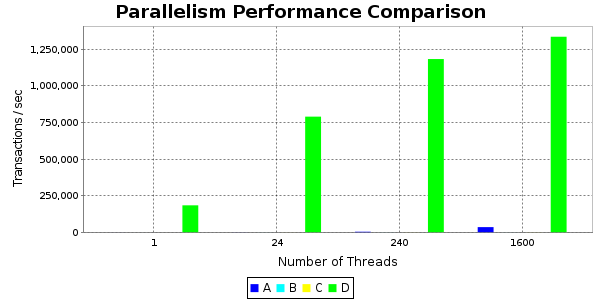 Parallelism Performance Comparison
Transactions / sec
1,250,000
1,000,000
750,000
500,000
250,000
0
1 24 240 1600
Number of Threads
A B C D